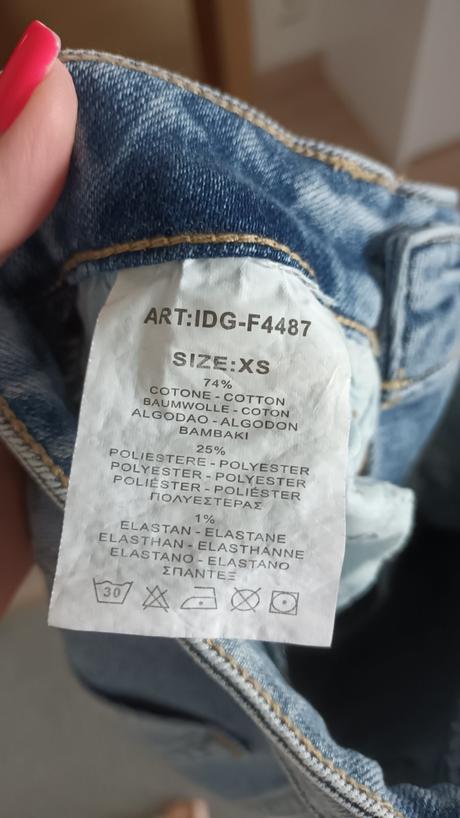 ART:IDG-F4487
SIZE:XS
74%
COTONE - COTTON
BAUMWOLLE - COTON
ALGODAO - ALGODON
BAMBAKI
25%
POLIESTERE - POLYESTER
POLYESTER - POLYESTER
POLIÉSTER - POLIÉSTER
ΠΟΛΥΕΣΤΕΡΑΣ
1%
ELASTAN - ELASTANE
ELASTHAN - ELASTHANNE
ELASTANO - ELASTANO
ΣΠΑΝΤΕΞ
30